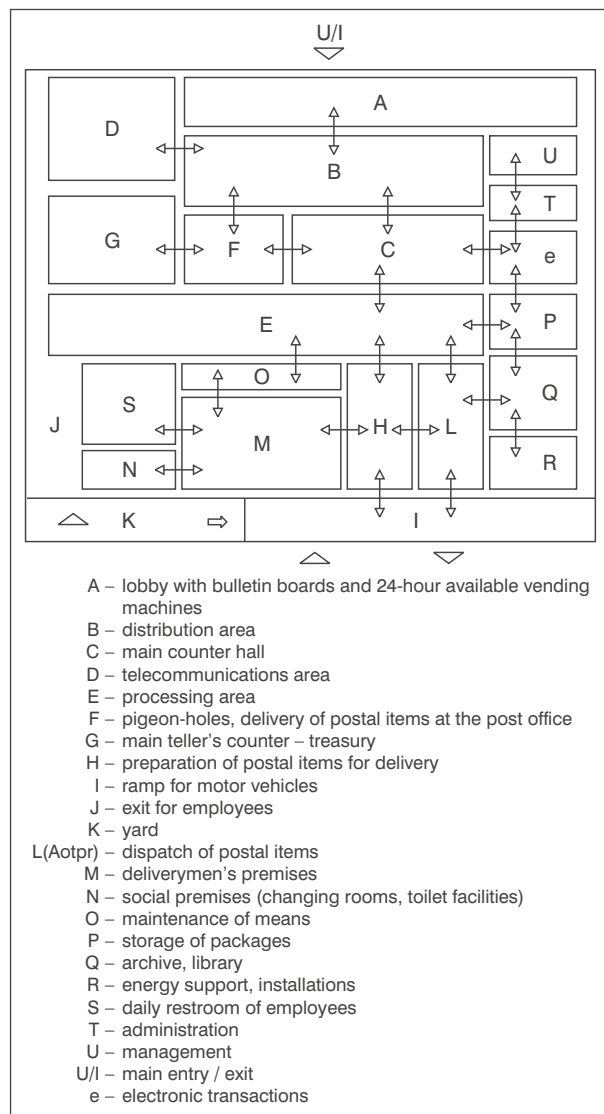 U/I
A
D
B
U
T
G
F
C
e
E
P
O
S
Q
J
H
L
M
N
R
K
I
A – lobby with bulletin boards and 24-hour available vending
machines
B – distribution area
C – main counter hall
D – telecommunications area
E – processing area
F – pigeon-holes, delivery of postal items at the post office
G – main teller's counter – treasury
H – preparation of postal items for delivery
I – ramp for motor vehicles
J – exit for employees
K – yard
L(Aotpr) – dispatch of postal items
M – deliverymen's premises
N – social premises (changing rooms, toilet facilities)
O – maintenance of means
P – storage of packages
Q – archive, library
R – energy support, installations
S – daily restroom of employees
T – administration
U – management
U/I – main entry / exit
e – electronic transactions